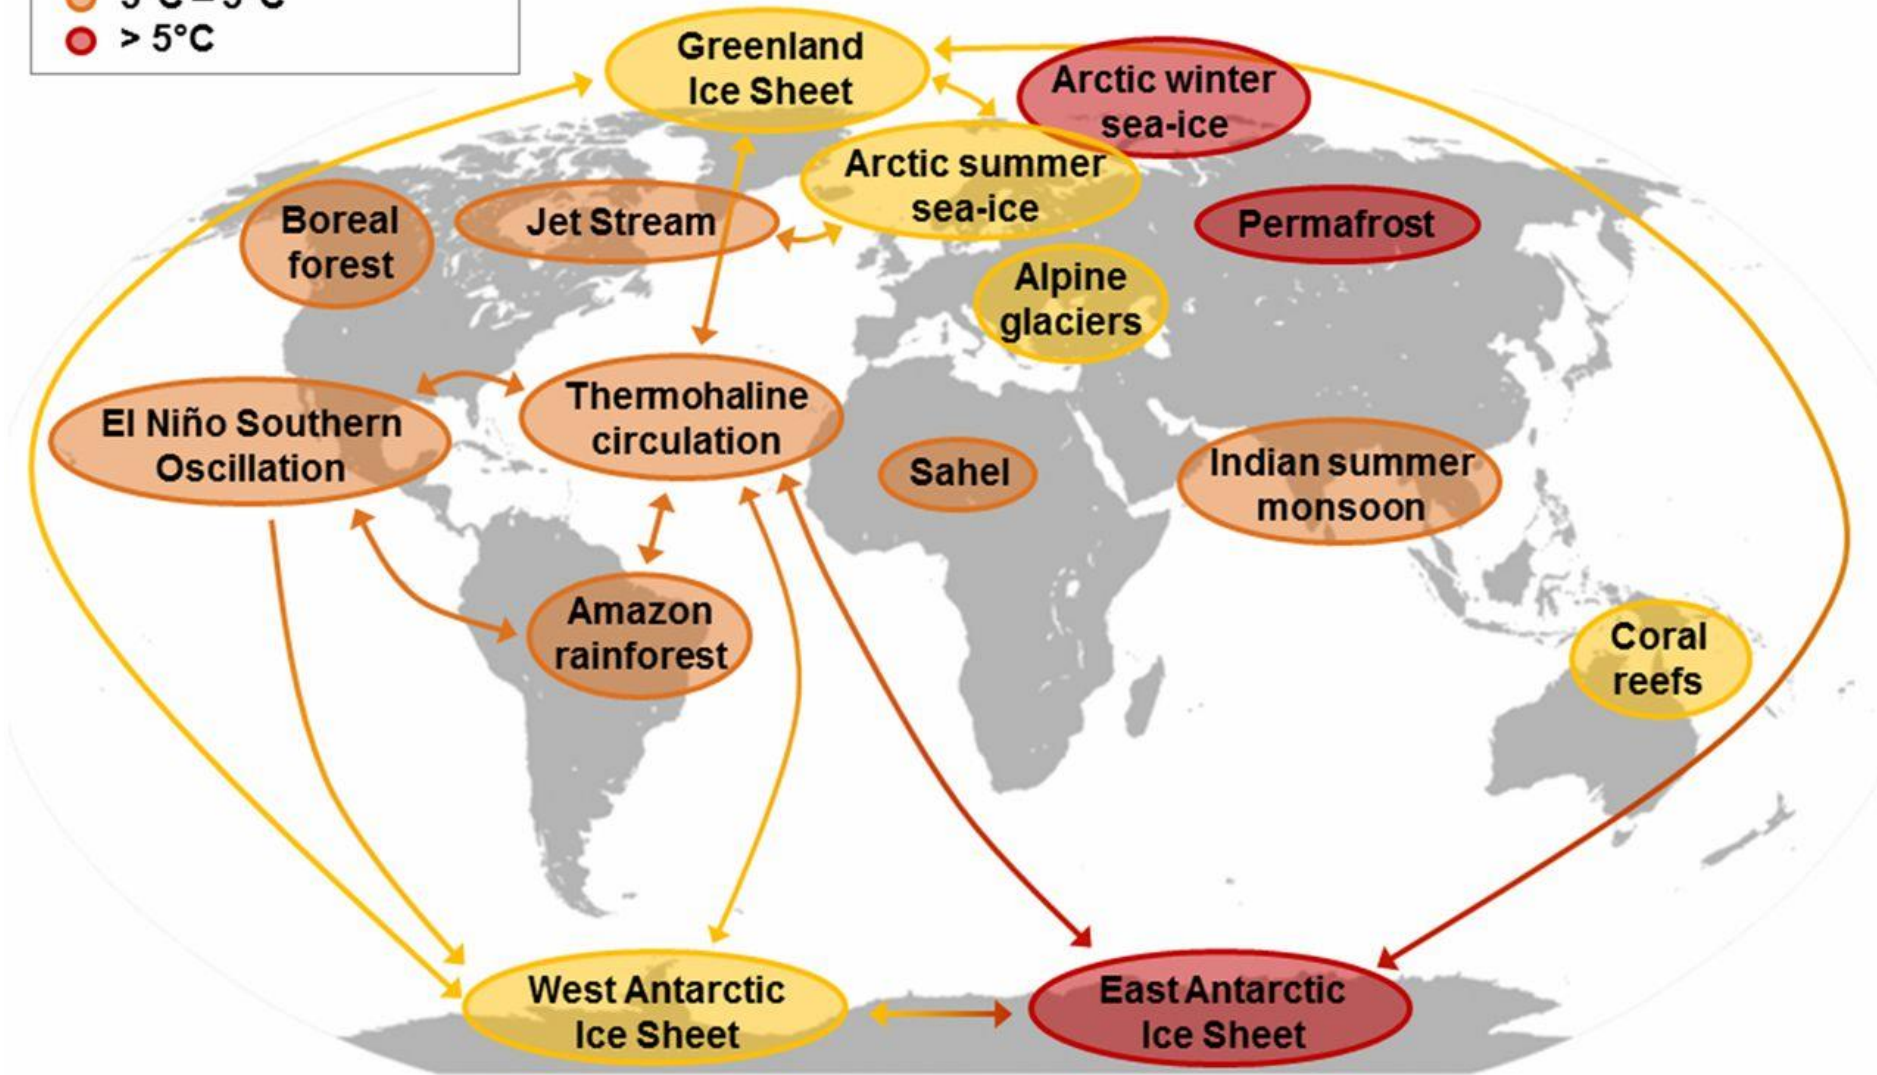 > 5°C
Greenland
Ice Sheet
Arctic winter
sea-ice
Arctic summer
sea-ice
Boreal
forest
Jet Stream
Permafrost
Alpine
glaciers
El Niño Southern
Oscillation
Thermohaline
circulation
Sahel
Indian summer
monsoon
Amazon
rainforest
Coral
reefs
West Antarctic
Ice Sheet
East Antarctic
Ice Sheet